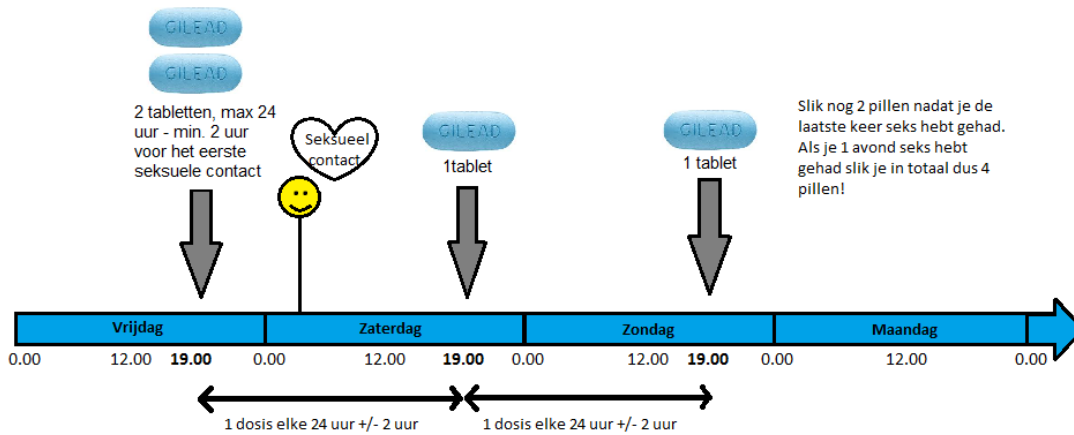 GILEAD
GILEAD
2 tabletten, max 24
uur - min. 2 uur
voor het eerste
seksuele contact
Seksueel
contact
GILEAD
1tablet
GILEAD
1 tablet
Slik nog 2 pillen nadat je de
laatste keer seks hebt gehad.
Als je 1 avond seks hebt
gehad slik je in totaal dus 4
pillen!
Vrijdag Zaterdag Zondag Maandag
0.00 12.00 19.00 0.00 12.00 19.00 0.00 12.00 19.00 0.00 12.00 0.00
1 dosis elke 24 uur +/- 2 uur 1 dosis elke 24 uur +/- 2 uur